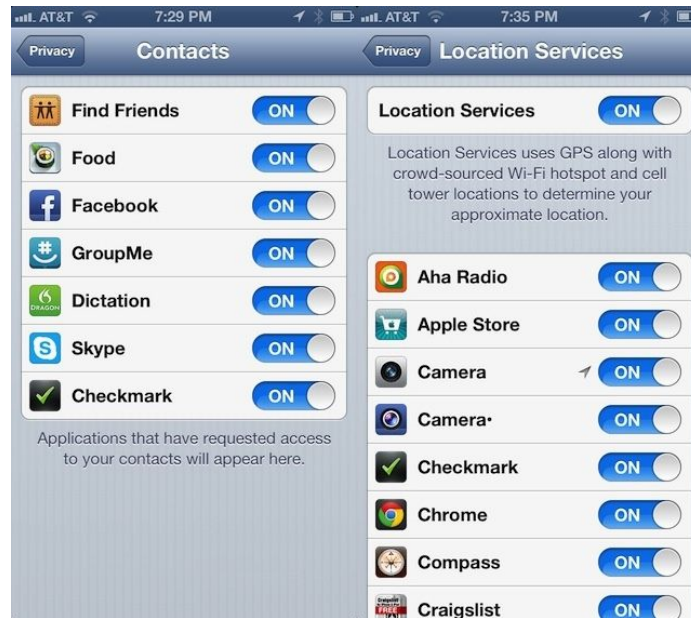 AT&T 7:29 PM
Privacy Contacts
Find Friends ON
Food ON
Facebook ON
GroupMe ON
DRAGON Dictation ON
Skype ON
Checkmark ON
Applications that have requested access
to your contacts will appear here.
AT&T 7:35 PM
Privacy Location Services
Location Services ON
Location Services uses GPS along with
crowd-sourced Wi-Fi hotspot and cell
tower locations to determine your
approximate location.
Aha Radio ON
Apple Store ON
Camera ON
Camera• ON
Checkmark ON
Chrome ON
Compass ON
FREE Craigslist ON